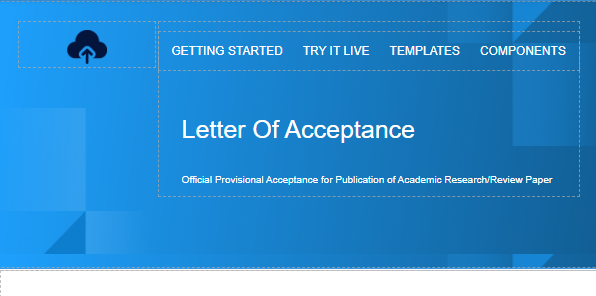 GETTING STARTED TRY IT LIVE TEMPLATES COMPONENTS
Letter Of Acceptance
Official Provisional Acceptance for Publication of Academic Research/Review Paper